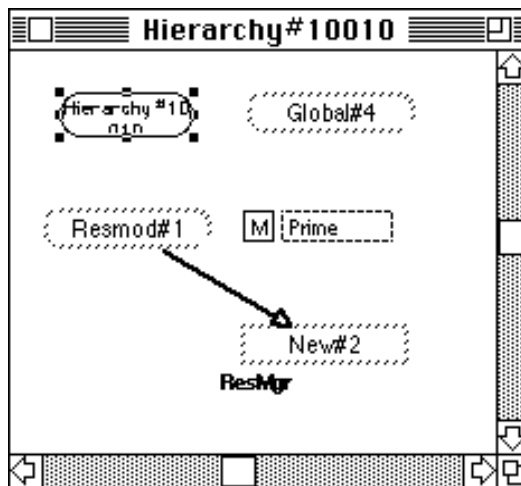 Hierarchy#10010
Hierarchy #10
010
Global#4
Resmod#1
M Prime
New#2
ResMgr